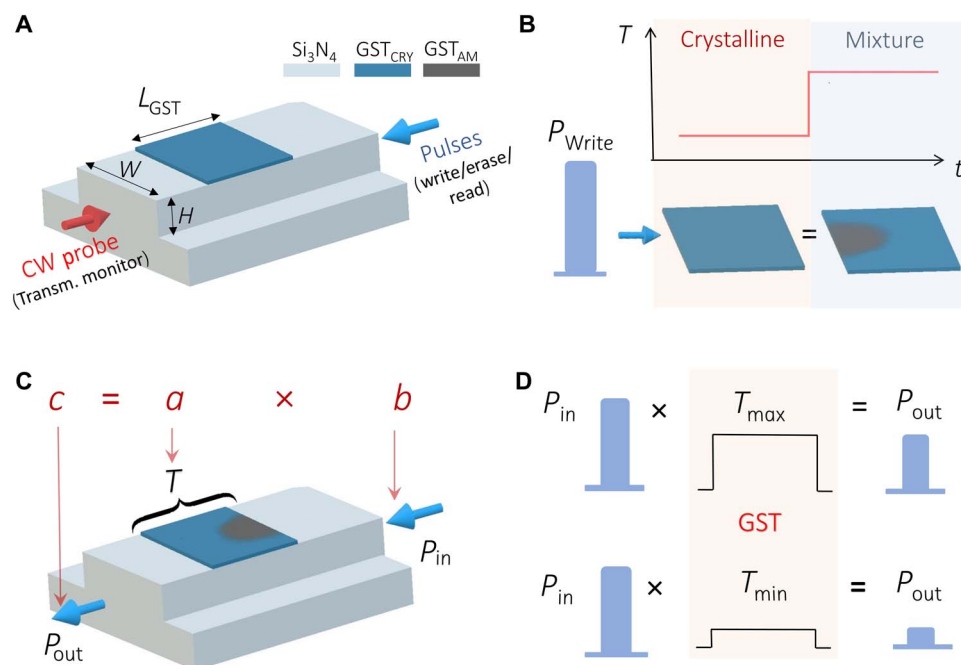 A
Si3N4 GSTCRY GSTAM
LGST
W
H
Pulses
(write/erase/
read)
CW probe
(Transm. monitor)
B
T
Crystalline
Mixture
PWrite
t
=
C
c = a × b
T
Pin
Pout
D
Pin × Tmax = Pout
GST
Pin × Tmin = Pout